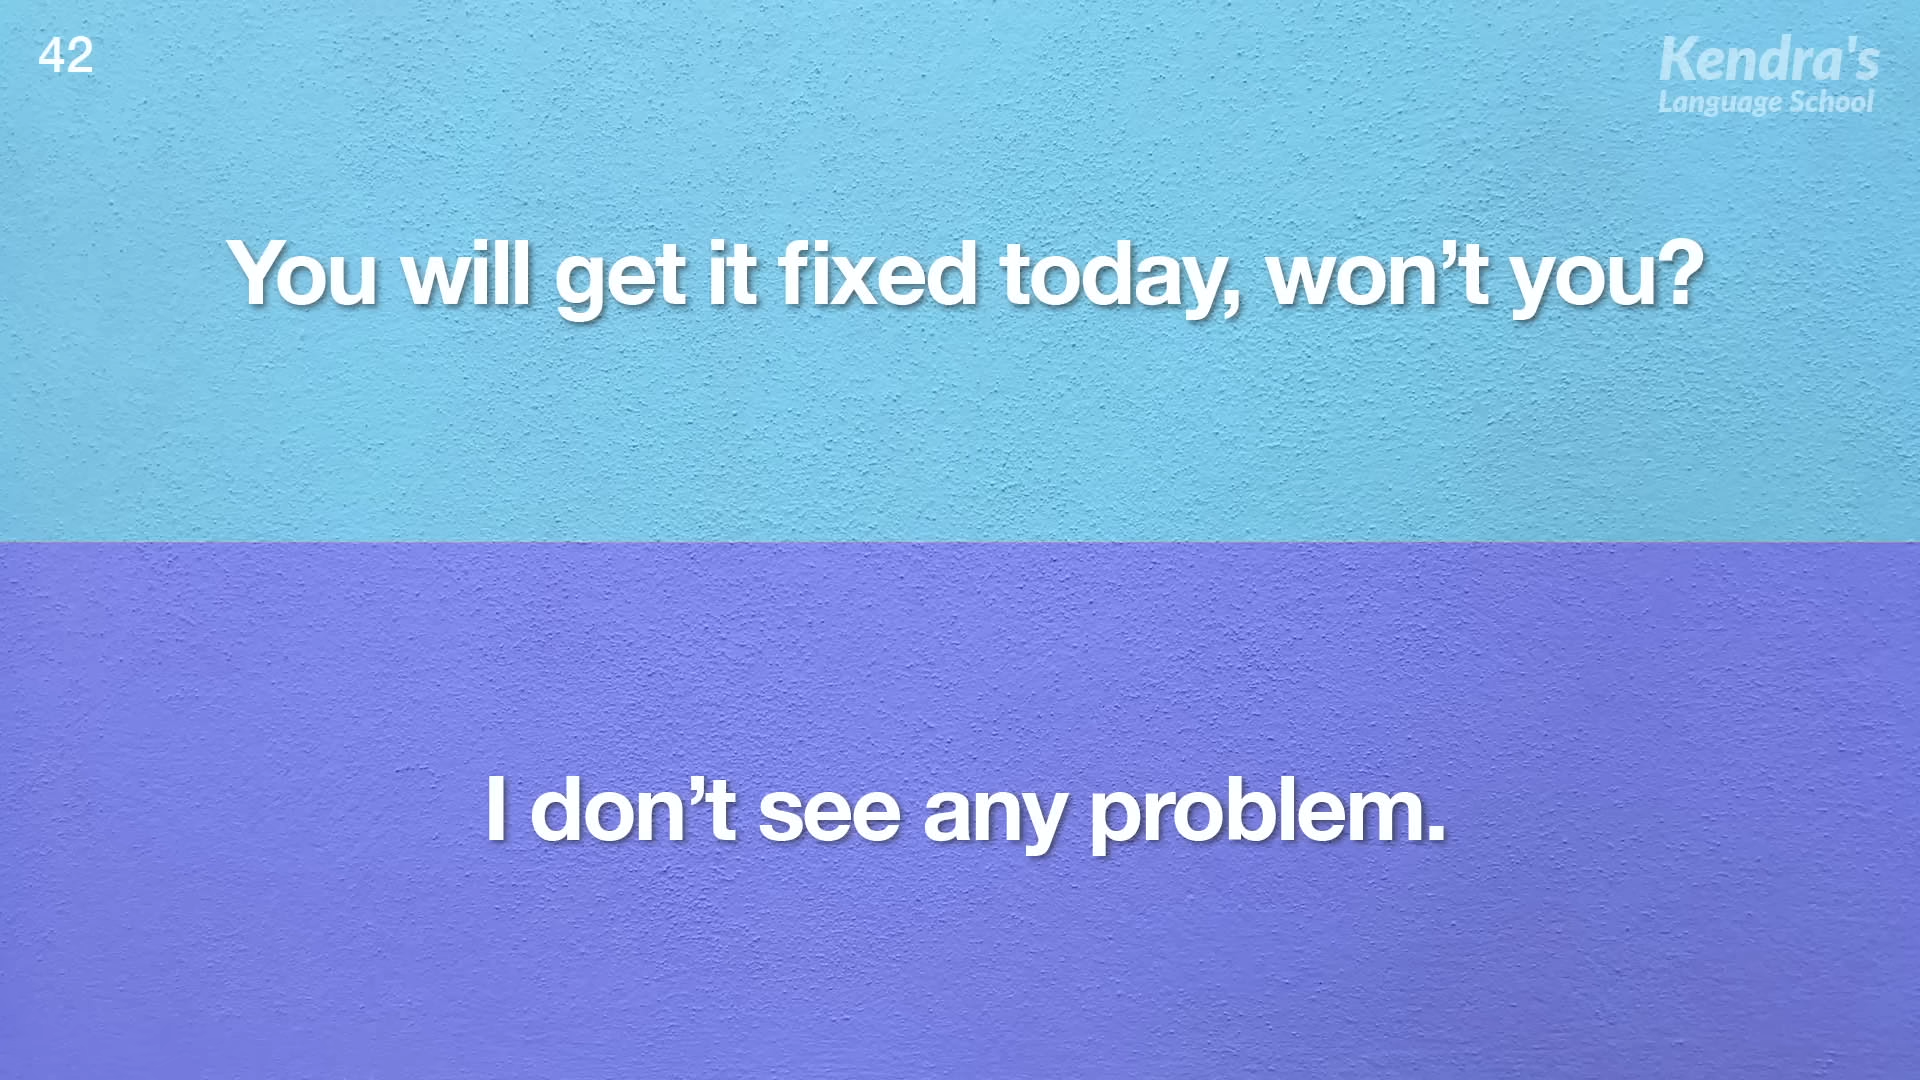 42
Kendra's
Language School
You will get it fixed today, won’t you?
I don’t see any problem.